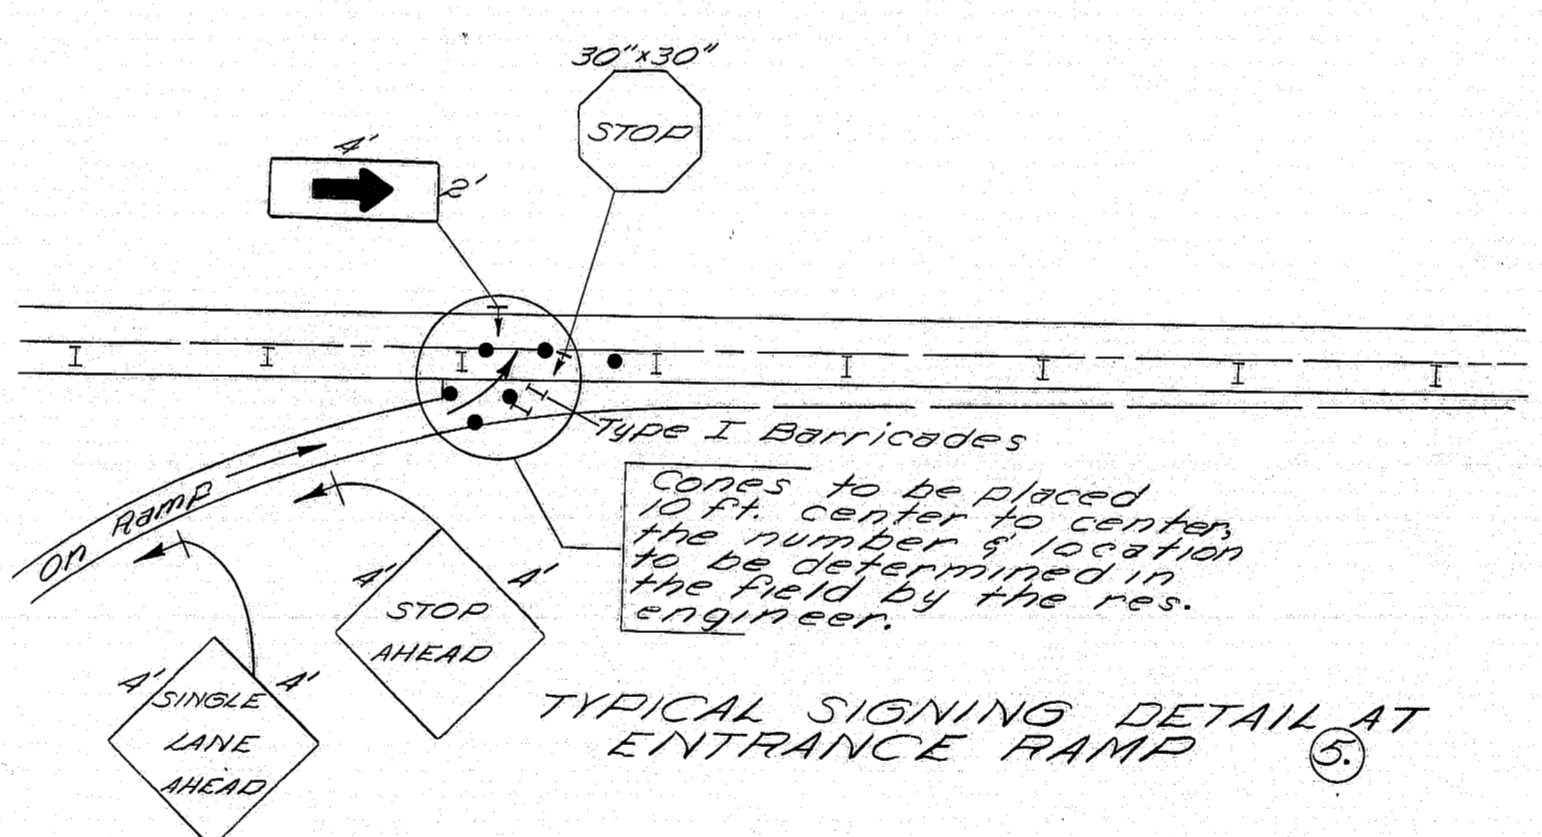 30"x30"
STOP
4'
2'
Type I Barricades
Cones to be placed
10 ft. center to center,
the number & location
to be determined in
the field by the res.
engineer.
On Ramp
4' 4'
STOP
AHEAD
4' 4'
SINGLE
LANE
AHEAD
TYPICAL SIGNING DETAIL AT
ENTRANCE RAMP 5.